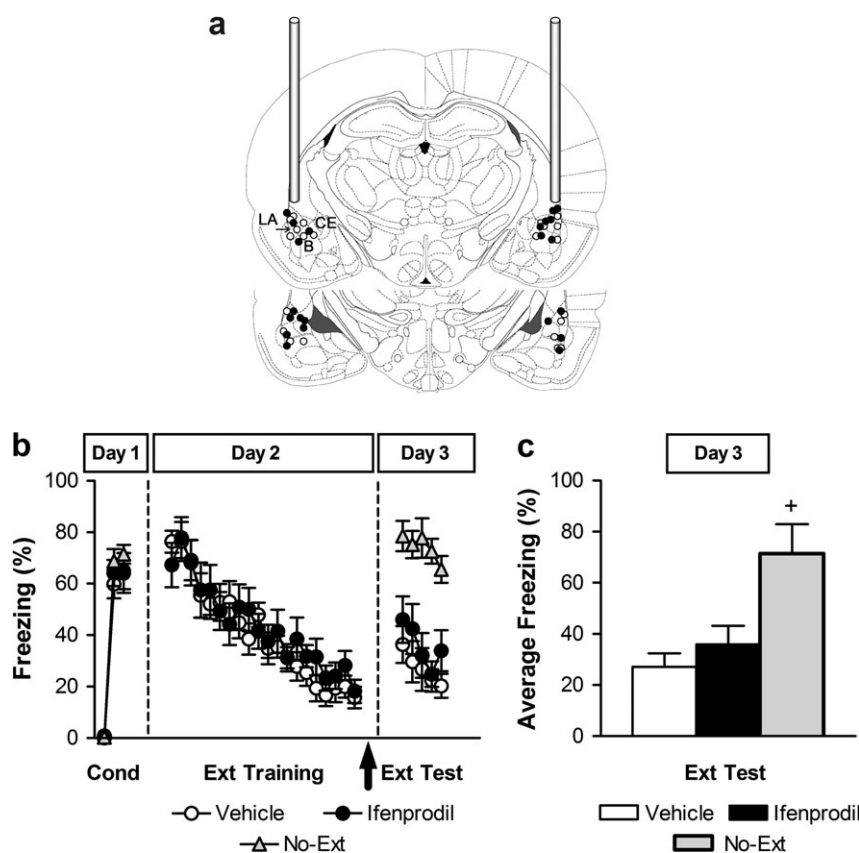 a
LA
CE
B
b
Day 1
Day 2
Day 3
Freezing (%)
100
80
60
40
20
0
Cond
Ext Training
Ext Test
Vehicle
Ifenprodil
No-Ext
c
Day 3
Average Freezing (%)
100
80
60
40
20
0
+
Ext Test
Vehicle
Ifenprodil
No-Ext